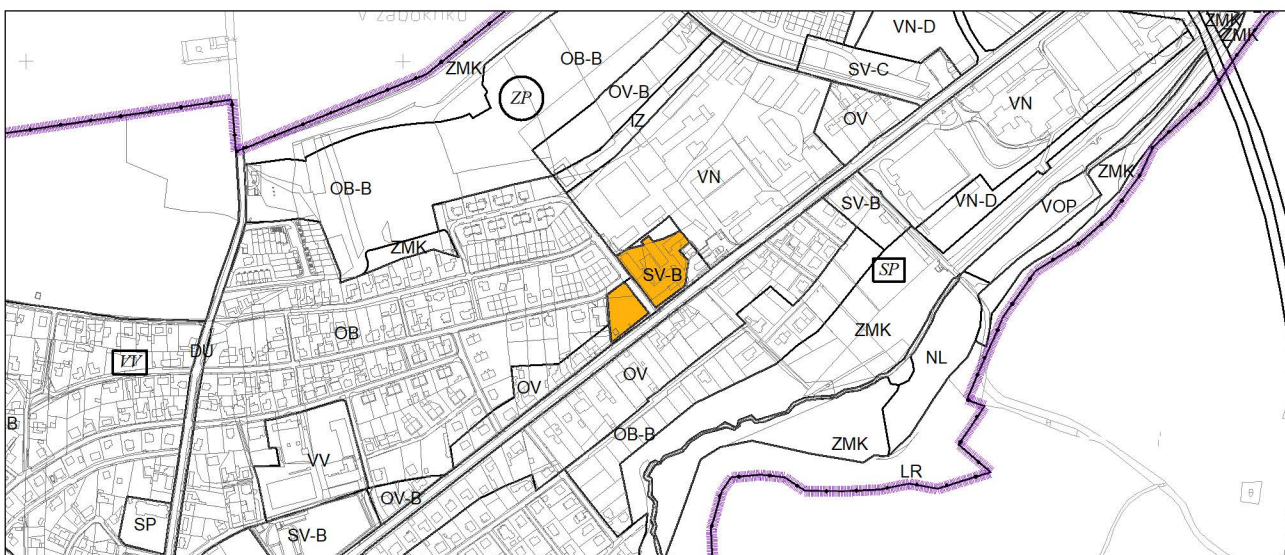 v zabokřiku
VN-D
ZMK
ZMK
ZMK
OB-B
SV-C
ZP
OV-B
VN
IZ
OV
VN
ZMK
OB-B
VN-D
SV-B
VOP
ZMK
SV-B
SP
ZMK
OB
VV
DU
NL
OV
OV
B
OB-B
ZMK
VV
LR
OV-B
SP
SV-B